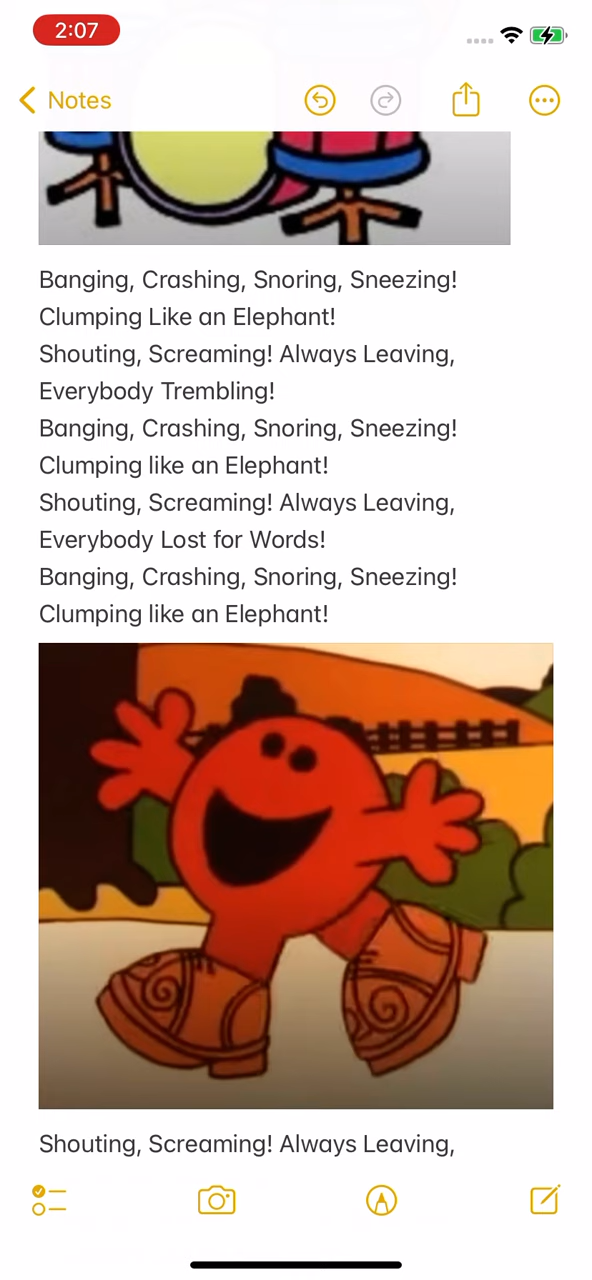 2:07
Notes
Banging, Crashing, Snoring, Sneezing!
Clumping Like an Elephant!
Shouting, Screaming! Always Leaving,
Everybody Trembling!
Banging, Crashing, Snoring, Sneezing!
Clumping like an Elephant!
Shouting, Screaming! Always Leaving,
Everybody Lost for Words!
Banging, Crashing, Snoring, Sneezing!
Clumping like an Elephant!
Shouting, Screaming! Always Leaving,